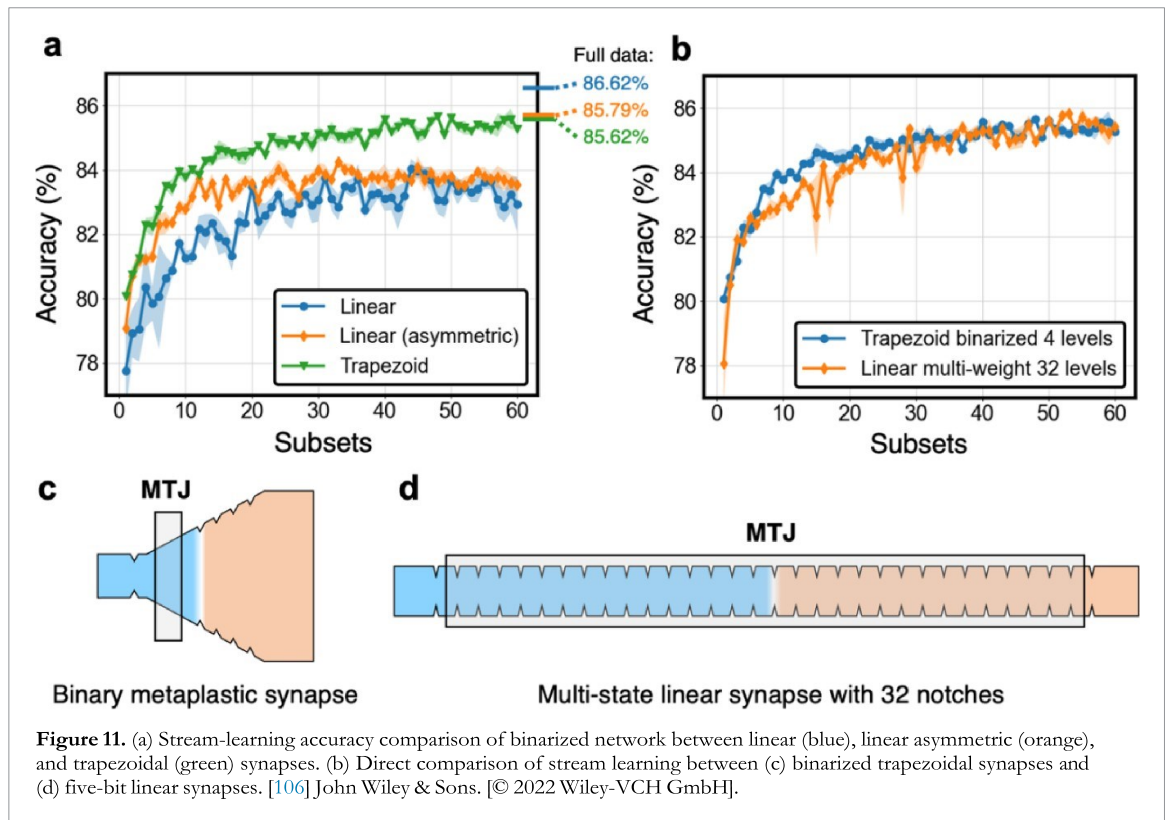 a
Full data:
86.62%
85.79%
85.62%
Accuracy (%)
86
84
82
80
78
Linear
Linear (asymmetric)
Trapezoid
0 10 20 30 40 50 60
Subsets
b
Accuracy (%)
86
84
82
80
78
Trapezoid binarized 4 levels
Linear multi-weight 32 levels
0 10 20 30 40 50 60
Subsets
c
MTJ
Binary metaplastic synapse
d
MTJ
Multi-state linear synapse with 32 notches
Figure 11. (a) Stream-learning accuracy comparison of binarized network between linear (blue), linear asymmetric (orange),
and trapezoidal (green) synapses. (b) Direct comparison of stream learning between (c) binarized trapezoidal synapses and
(d) five-bit linear synapses. [106] John Wiley & Sons. [© 2022 Wiley-VCH GmbH].